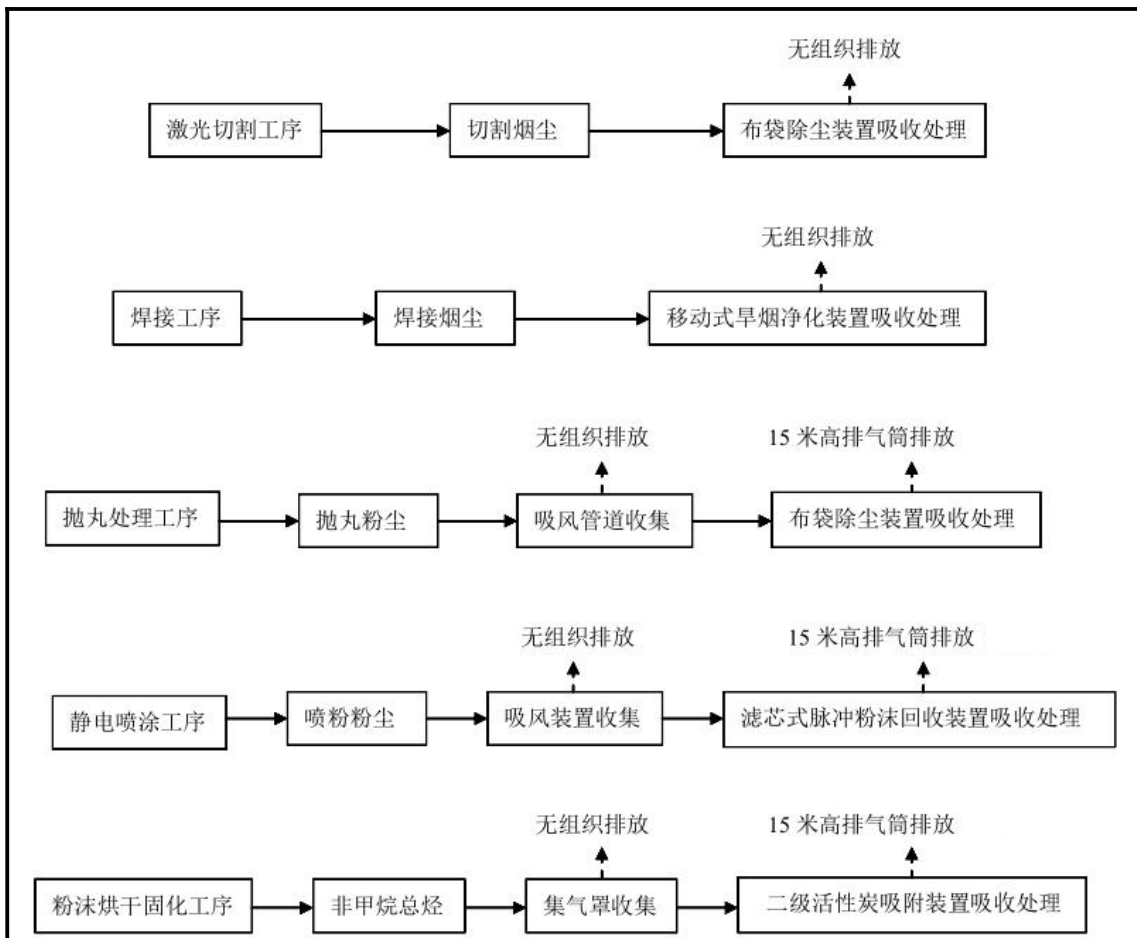 无组织排放
激光切割工序
切割烟尘
布袋除尘装置吸收处理
无组织排放
焊接工序
焊接烟尘
移动式旱烟净化装置吸收处理
无组织排放
15 米高排气筒排放
抛丸处理工序
抛丸粉尘
吸风管道收集
布袋除尘装置吸收处理
无组织排放
15 米高排气筒排放
静电喷涂工序
喷粉粉尘
吸风装置收集
滤芯式脉冲粉沫回收装置吸收处理
无组织排放
15 米高排气筒排放
粉沫烘干固化工序
非甲烷总烃
集气罩收集
二级活性炭吸附装置吸收处理